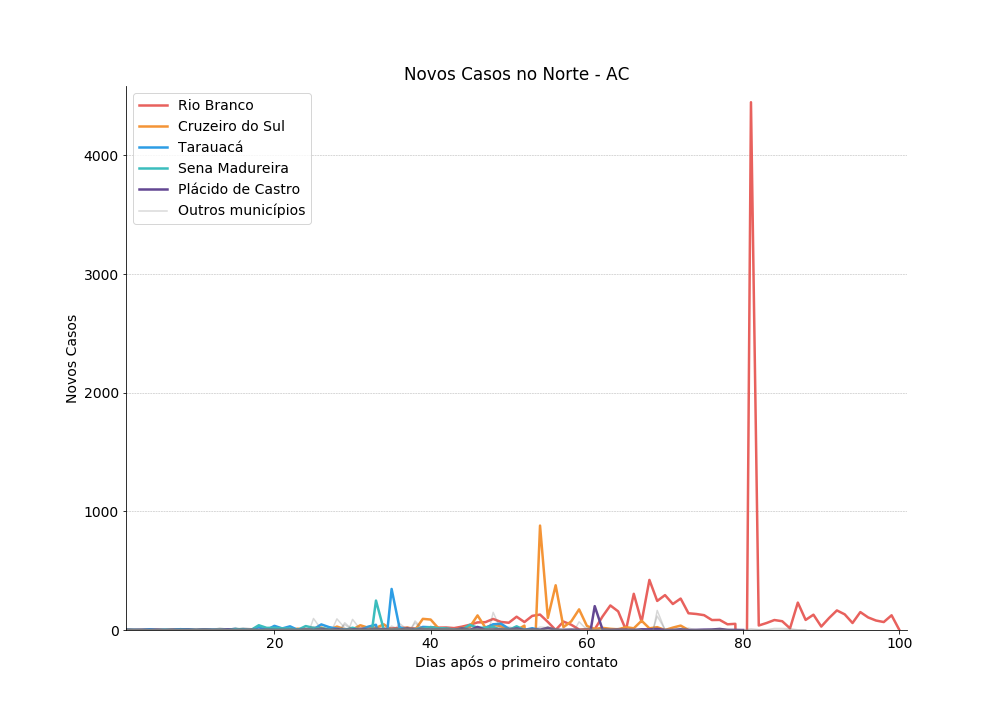 Novos Casos no Norte - AC
Rio Branco
Cruzeiro do Sul
Tarauacá
Sena Madureira
Plácido de Castro
Outros municípios
Novos Casos
4000
3000
2000
1000
0
20
40
60
80
100
Dias após o primeiro contato